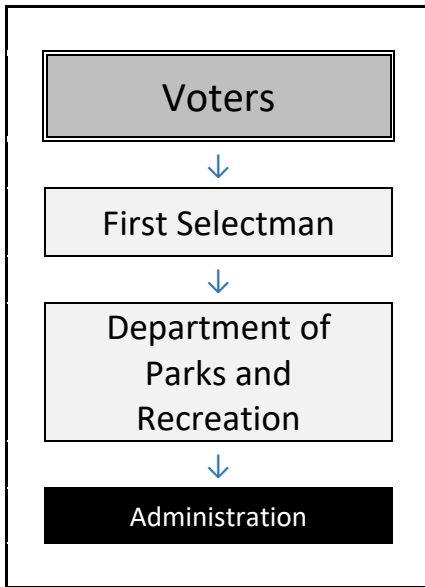 Voters
First Selectman
Department of
Parks and
Recreation
Administration